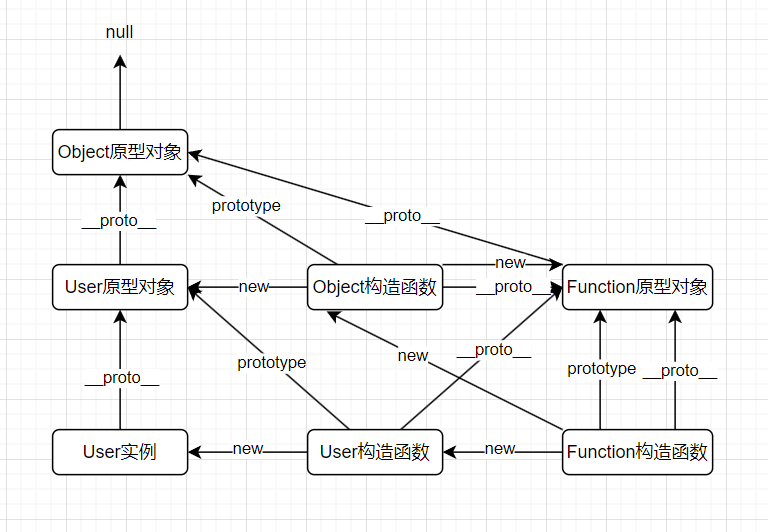 null
Object原型对象
prototype
__proto__
__proto__
new
User原型对象
new
Object构造函数
__proto__
Function原型对象
prototype
new
__proto__
prototype
__proto__
__proto__
User实例
new
User构造函数
new
Function构造函数